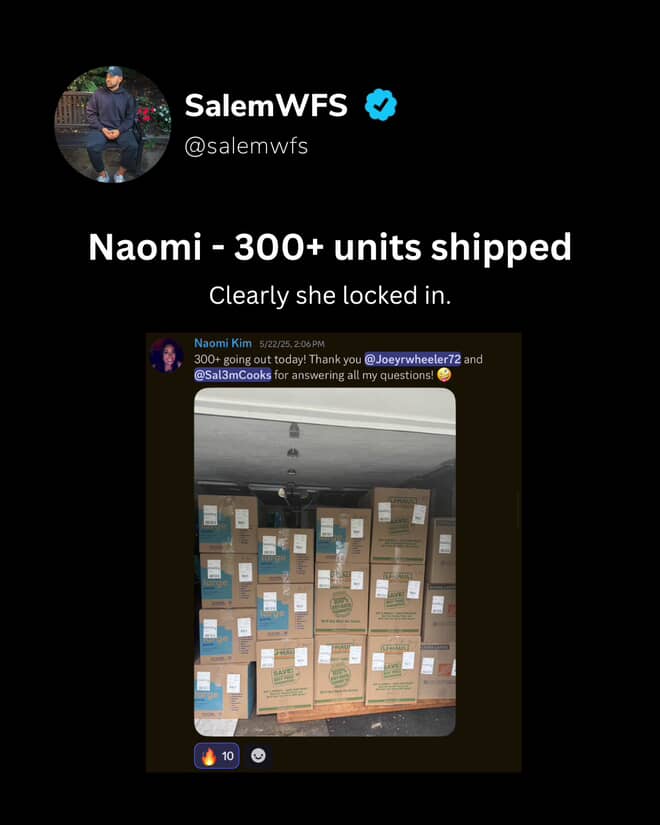 SalemWFS
@salemwfs
Naomi - 300+ units shipped
Clearly she locked in.
Naomi Kim 5/22/25, 2:06 PM
300+ going out today! Thank you @Joeyrwheeler72 and
@Sal3mCooks for answering all my questions! 🤪
🔥 10